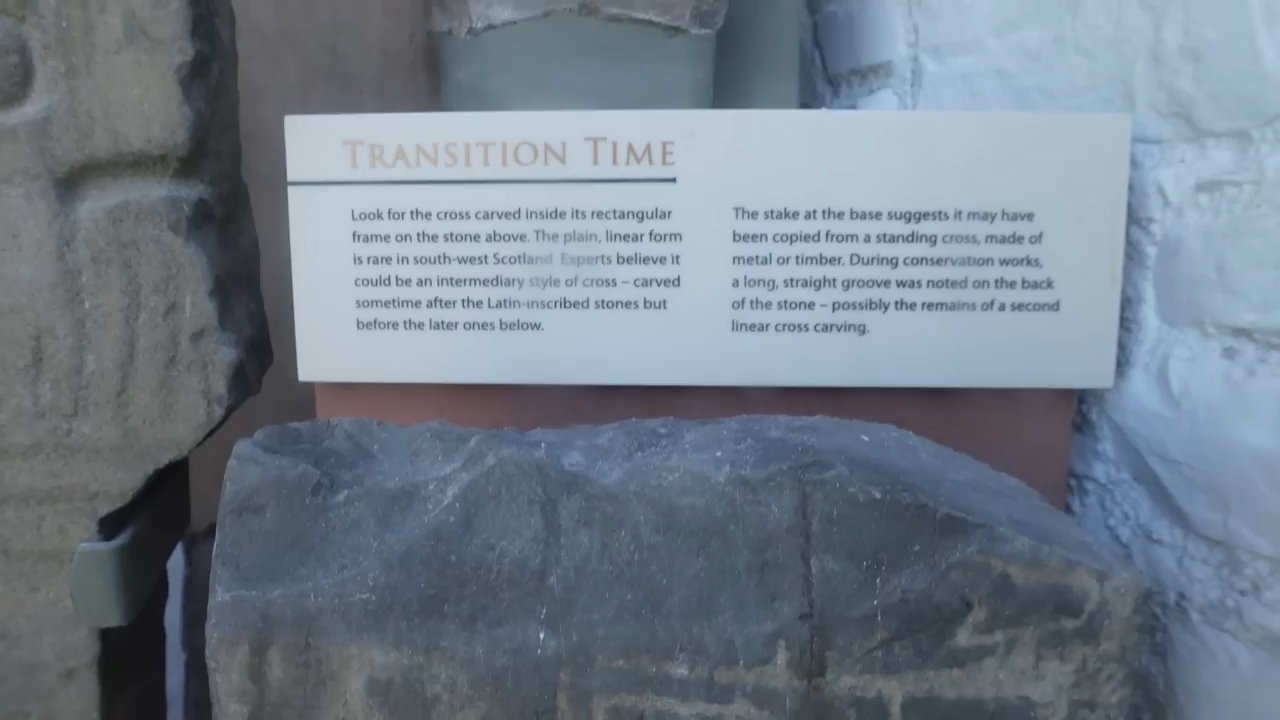 TRANSITION TIME
Look for the cross carved inside its rectangular
frame on the stone above. The plain, linear form
is rare in south-west Scotland Experts believe it
could be an intermediary style of cross – carved
sometime after the Latin-inscribed stones but
before the later ones below.
The stake at the base suggests it may have
been copied from a standing cross, made of
metal or timber. During conservation works,
a long, straight groove was noted on the back
of the stone – possibly the remains of a second
linear cross carving.